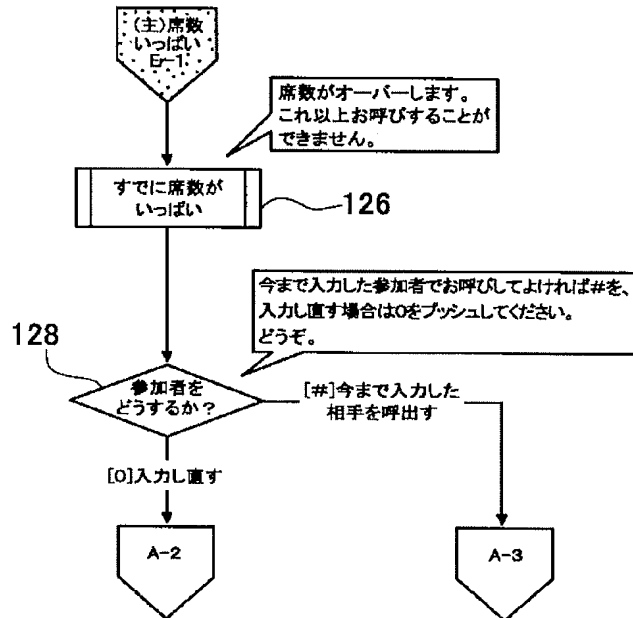 (主)席数
いっぱい
Er-1
席数がオーバーします。
これ以上お呼びすることが
できません。
すでに席数が
いっぱい
126
今まで入力した参加者でお呼びしてよければ#を、
入力し直す場合は0をプッシュしてください。
どうぞ。
128
参加者を
どうするか?
[#]今まで入力した
相手を呼出す
[0]入力し直す
A-2
A-3